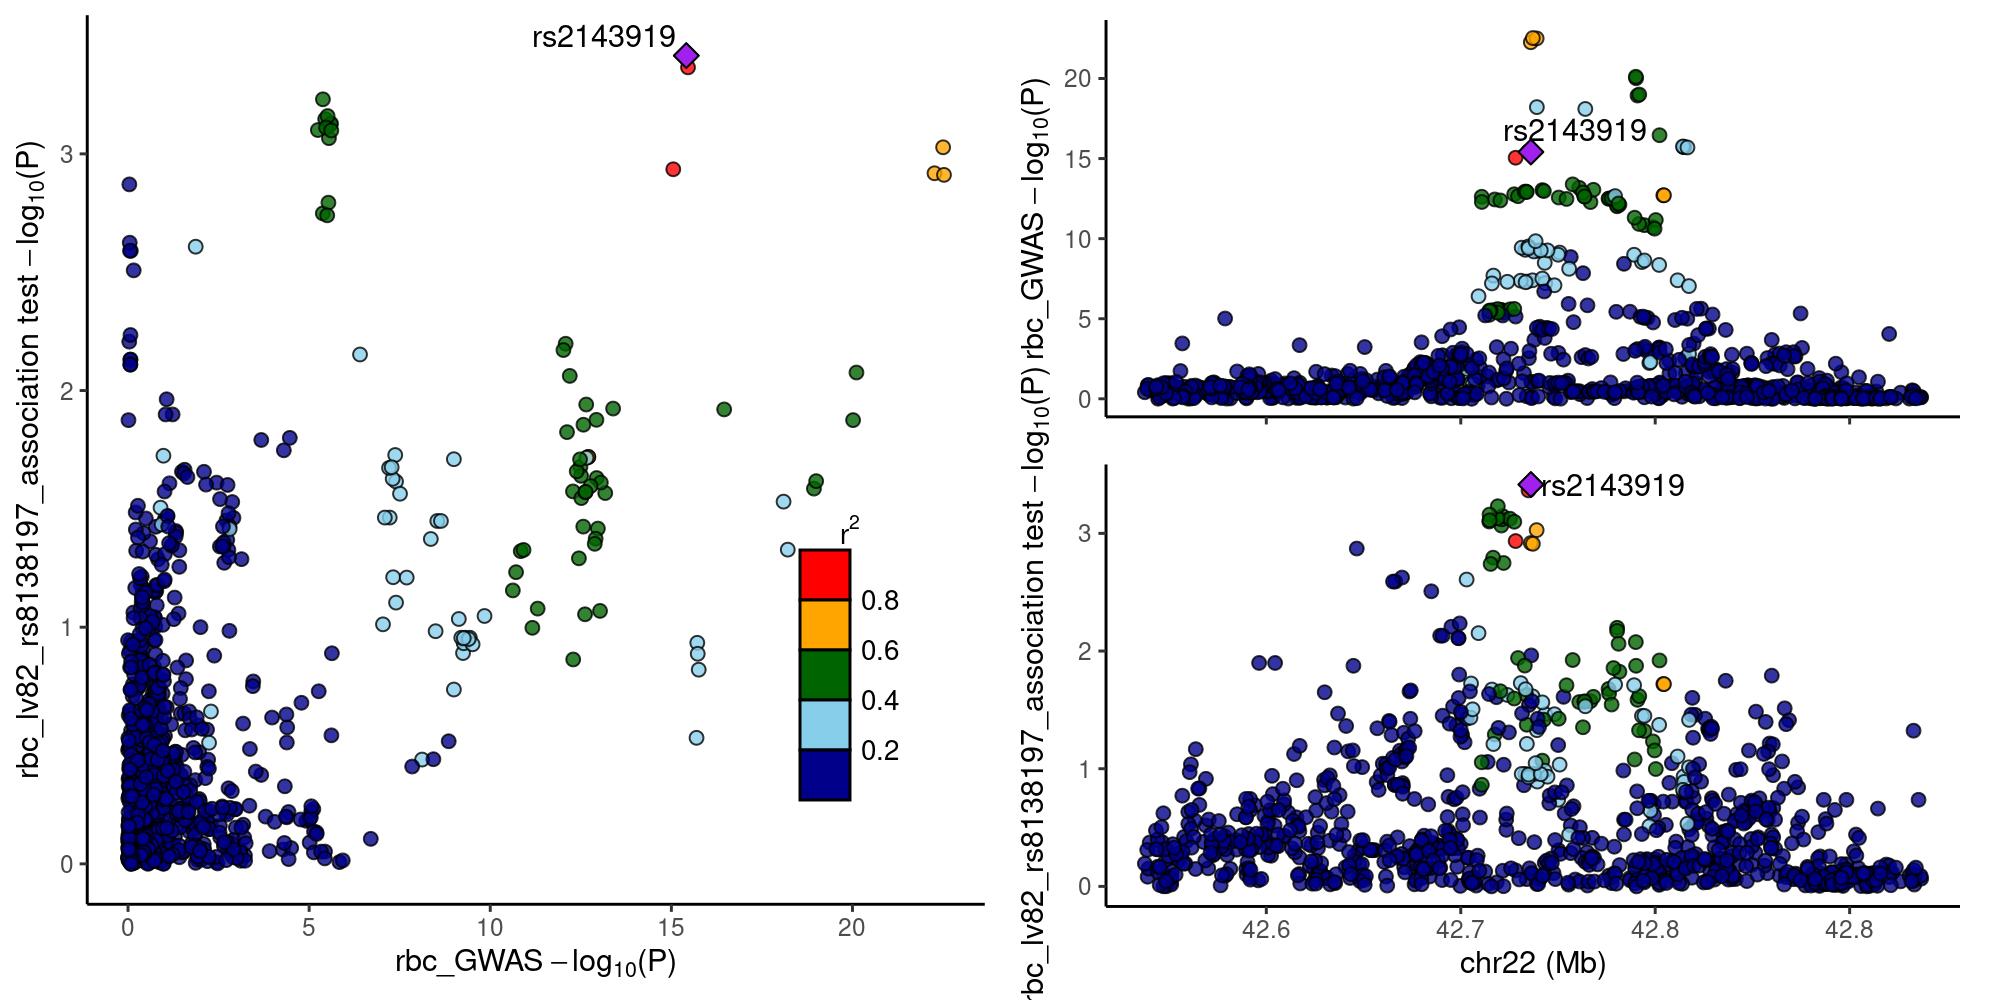 rbc_lv82_rs8138197_association test −log10(P)
3
2
1
0
rs2143919
r2
0.8
0.6
0.4
0.2
0 5 10 15 20
rbc_GWAS −log10(P)
rbc_GWAS −log10(P)
20
15
10
5
0
rs2143919
rbc_lv82_rs8138197_association test −log10(P)
3
2
1
0
rs2143919
42.6 42.7 42.8 42.8
chr22 (Mb)